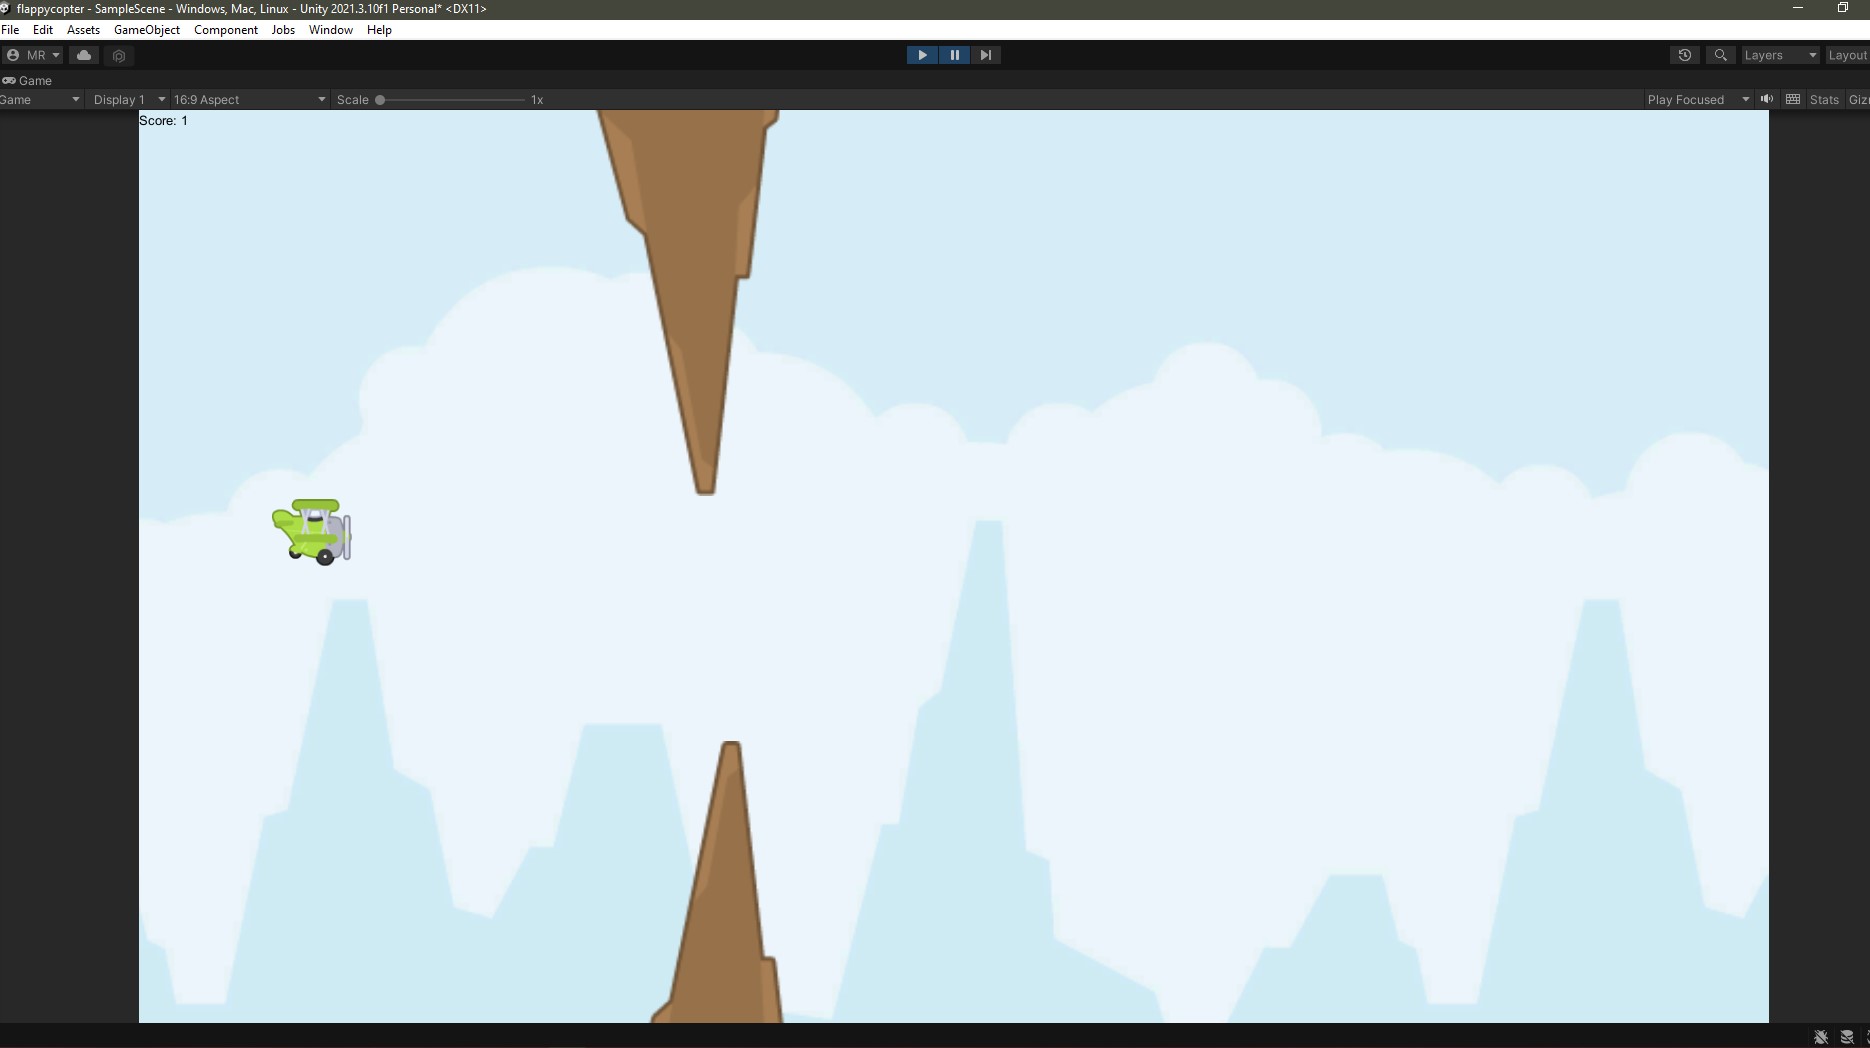 flappycopter - SampleScene - Windows, Mac, Linux - Unity 2021.3.10f1 Personal* <DX11>
File Edit Assets GameObject Component Jobs Window Help
MR Layers Layout
Game
Game Display 1 16:9 Aspect Scale 1x Play Focused Stats Giz
Score: 1